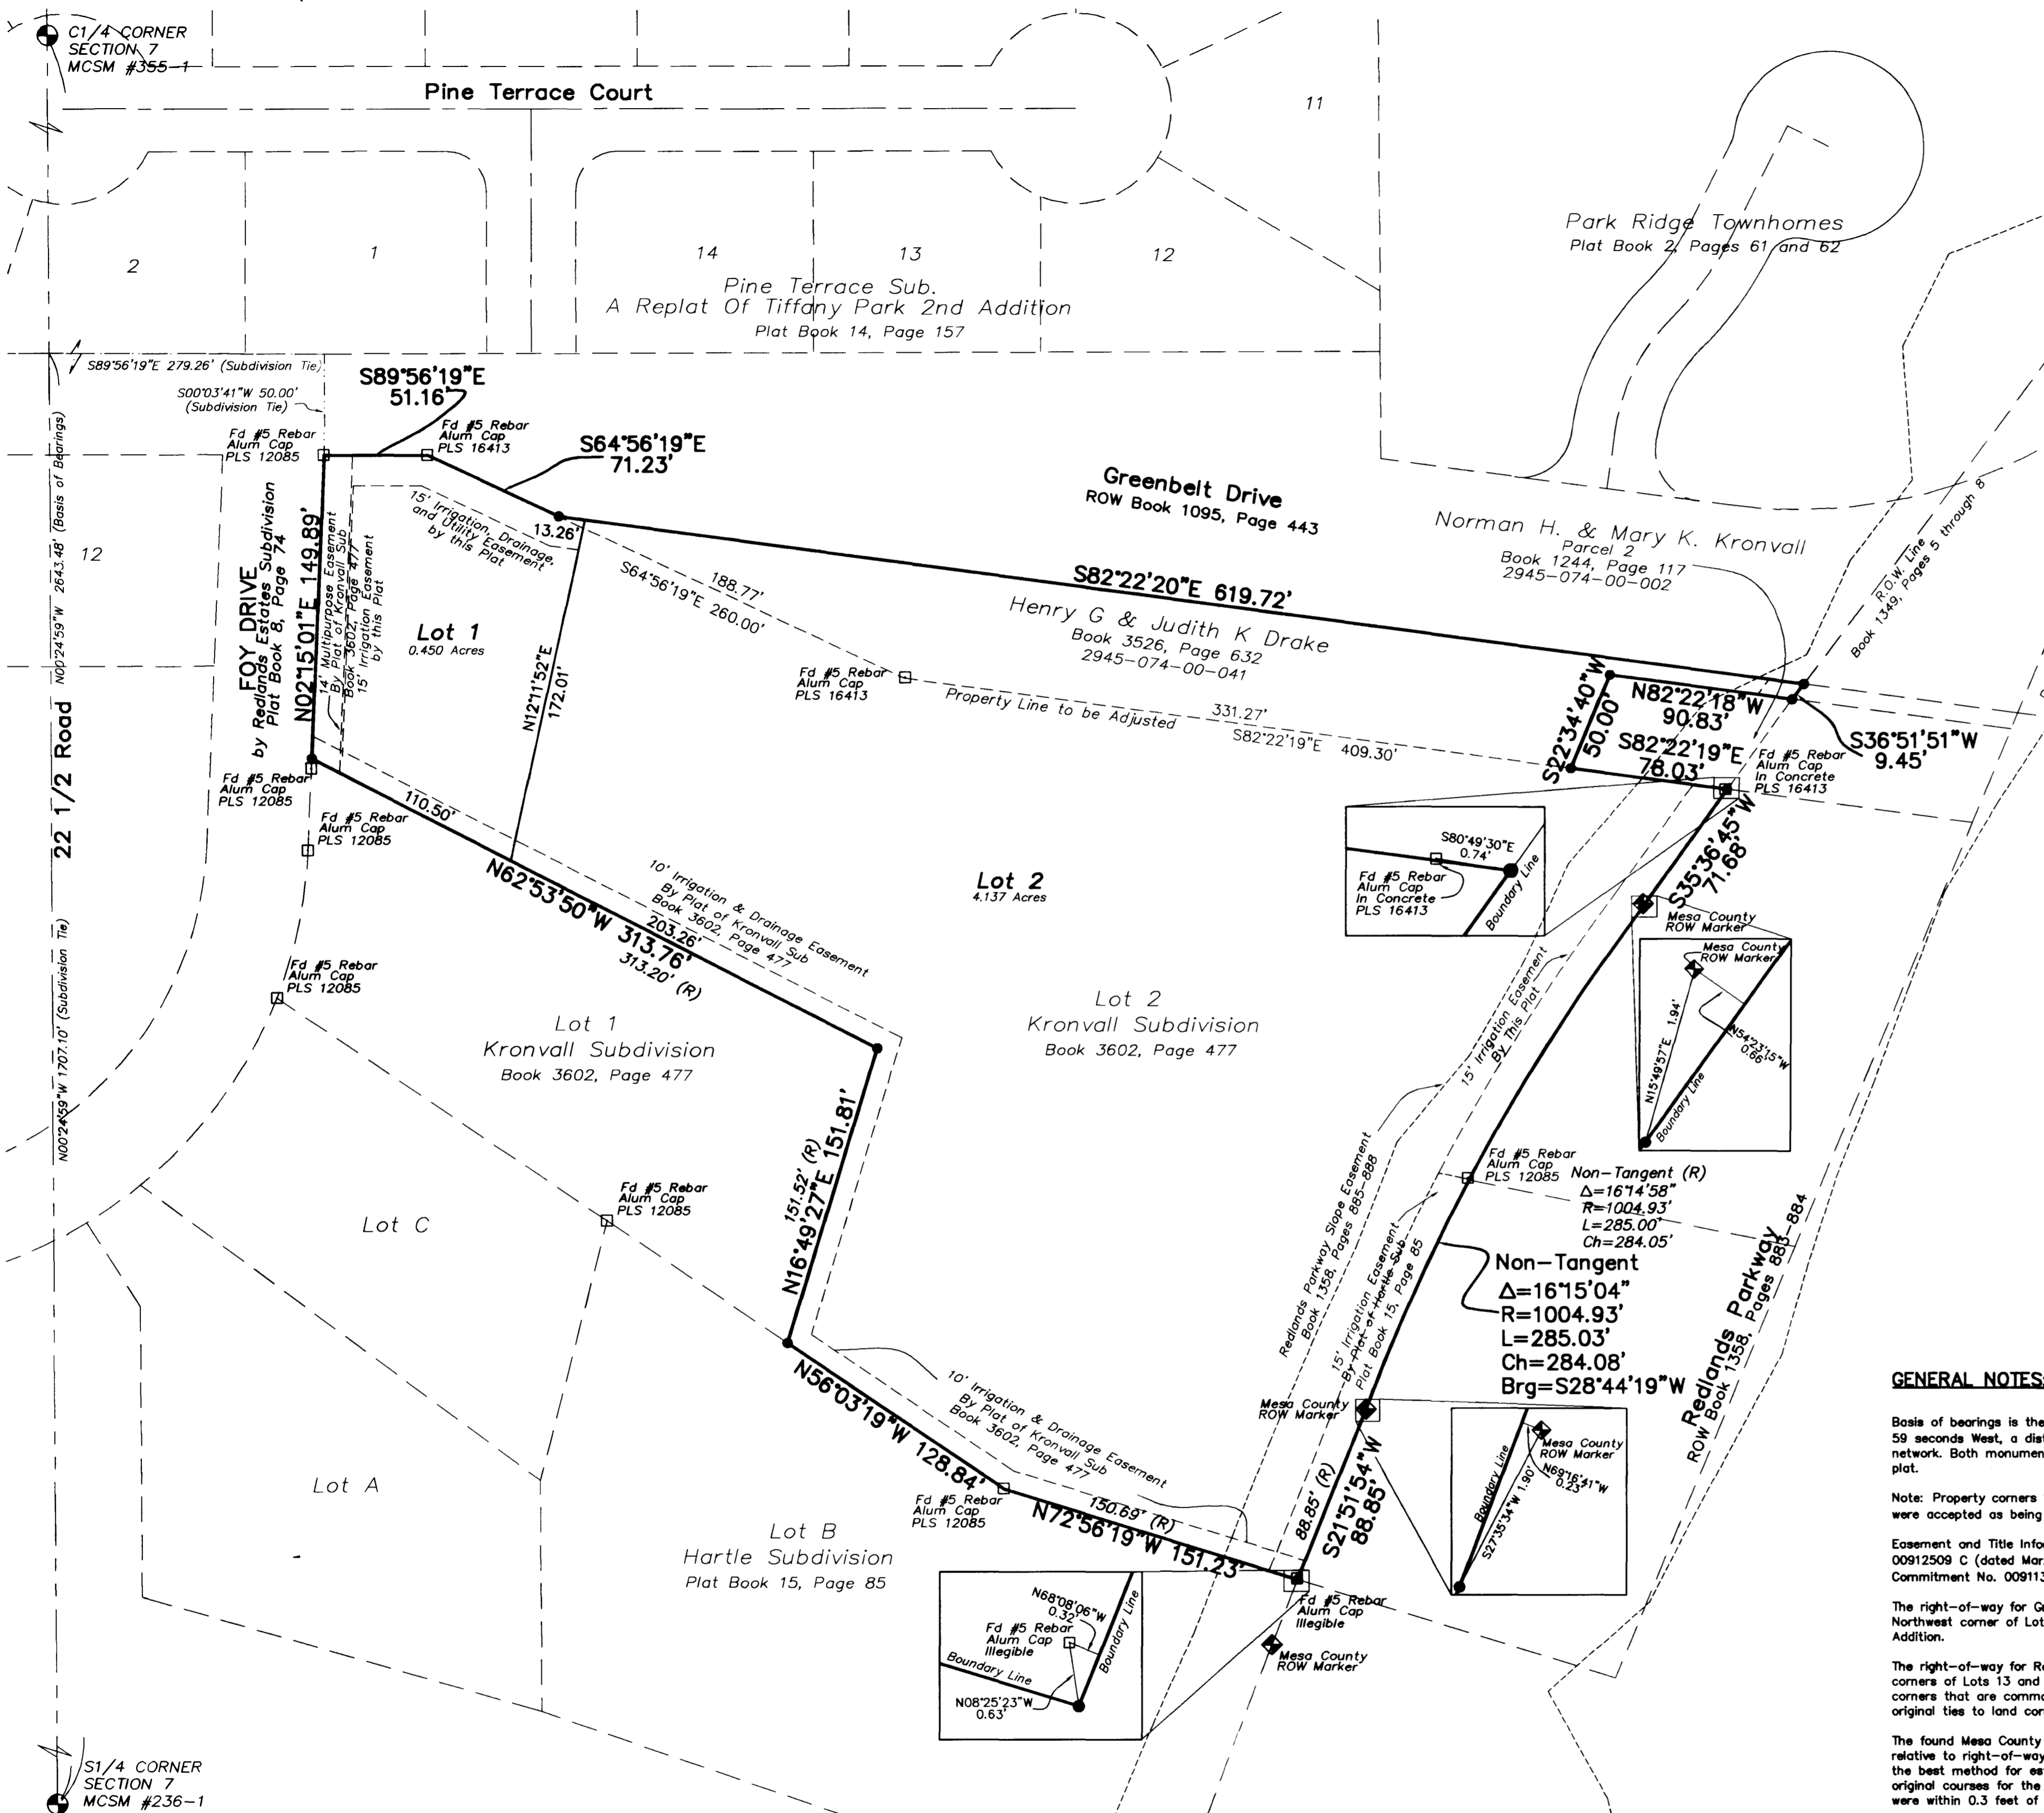 C1/4 CORNER
SECTION 7
MCSM #355-1
Pine Terrace Court
11
2
1
14
13
12
Pine Terrace Sub.
A Replat Of Tiffany Park 2nd Addition
Plat Book 14, Page 157
Park Ridge Townhomes
Plat Book 2, Pages 61 and 62
S89°56'19"E 279.26' (Subdivision Tie)
S00°03'41"W 50.00'
(Subdivision Tie)
S89°56'19"E
51.16'
Fd #5 Rebar
Alum Cap
PLS 12085
Fd #5 Rebar
Alum Cap
PLS 16413
S64°56'19"E
71.23'
Greenbelt Drive
ROW Book 1095, Page 443
Norman H. & Mary K. Kronvall
Parcel 2
Book 1244, Page 117
2945-074-00-002
R.O.W. Line
Book 1349, Pages 5 through 8
12
22 1/2 Road
N00°24'59"W 2643.48' (Basis of Bearings)
N00°24'59"W 1707.10' (Subdivision Tie)
FOY DRIVE
by Redlands Estates Subdivision
Plat Book 8, Page 74
N02°15'01"E 149.89'
14' Multipurpose Easement
By Plat of Kronvall Sub
Book 3602, Page 477
15' Irrigation Easement
by this Plat
15' Irrigation, Drainage,
and Utility Easement
by this Plat
13.26'
Lot 1
0.450 Acres
N12°11'52"E
172.01'
188.77'
S64°56'19"E 260.00'
S82°22'20"E 619.72'
Henry G & Judith K Drake
Book 3526, Page 632
2945-074-00-041
Fd #5 Rebar
Alum Cap
PLS 16413
Property Line to be Adjusted
331.27'
S82°22'19"E 409.30'
S22°34'40"W
50.00'
N82°22'18"W
90.83'
S82°22'19"E
78.03'
S36°51'51"W
9.45'
Fd #5 Rebar
Alum Cap
In Concrete
PLS 16413
Fd #5 Rebar
Alum Cap
PLS 12085
Fd #5 Rebar
Alum Cap
PLS 12085
110.50'
N62°53'50"W 313.76'
203.26'
313.20' (R)
10' Irrigation & Drainage Easement
By Plat of Kronvall Sub
Book 3602, Page 477
Lot 2
4.137 Acres
S80°49'30"E
0.74'
Fd #5 Rebar
Alum Cap
In Concrete
PLS 16413
Boundary Line
S35°36'45"W
71.68'
Mesa County
ROW Marker
Mesa County
ROW Marker
N15°49'57"E 1.94'
N54°23'15"W
0.66'
Boundary Line
Fd #5 Rebar
Alum Cap
PLS 12085
Lot 1
Kronvall Subdivision
Book 3602, Page 477
Lot 2
Kronvall Subdivision
Book 3602, Page 477
15' Irrigation Easement
By This Plat
N16°49'27"E 151.81'
151.52' (R)
Fd #5 Rebar
Alum Cap
PLS 12085
Lot C
Redlands Parkway Slope Easement
Book 1358, Pages 885-888
15' Irrigation Easement
By Plat of Hartle Sub
Plat Book 15, Page 85
Fd #5 Rebar
Alum Cap
PLS 12085
Non-Tangent (R)
Δ=16°14'58"
R=1004.93'
L=285.00'
Ch=284.05'
Non-Tangent
Δ=16°15'04"
R=1004.93'
L=285.03'
Ch=284.08'
Brg=S28°44'19"W
Redlands Parkway
ROW Book 1358, Pages 883-884
N56°03'19"W 128.84'
10' Irrigation & Drainage Easement
By Plat of Kronvall Sub
Book 3602, Page 477
Mesa County
ROW Marker
Mesa County
ROW Marker
N69°16'41"W
0.23'
S27°35'34"W 1.90'
Boundary Line
Lot A
Fd #5 Rebar
Alum Cap
PLS 12085
N72°56'19"W 151.23'
150.69' (R)
88.85' (R)
S21°51'54"W
88.85'
Lot B
Hartle Subdivision
Plat Book 15, Page 85
N68°08'06"W
0.32'
Fd #5 Rebar
Alum Cap
Illegible
Boundary Line
Boundary Line
N08°25'23"W
0.63'
Fd #5 Rebar
Alum Cap
Illegible
Mesa County
ROW Marker
S1/4 CORNER
SECTION 7
MCSM #236-1
GENERAL NOTES:
Basis of bearings is the
59 seconds West, a dist
network. Both monumen
plat.
Note: Property corners
were accepted as being
Easement and Title Info
00912509 C (dated Mar
Commitment No. 009113
The right-of-way for G
Northwest corner of Lot
Addition.
The right-of-way for Re
corners of Lots 13 and
corners that are commo
original ties to land cor
The found Mesa County
relative to right-of-way
the best method for es
original courses for the
were within 0.3 feet of